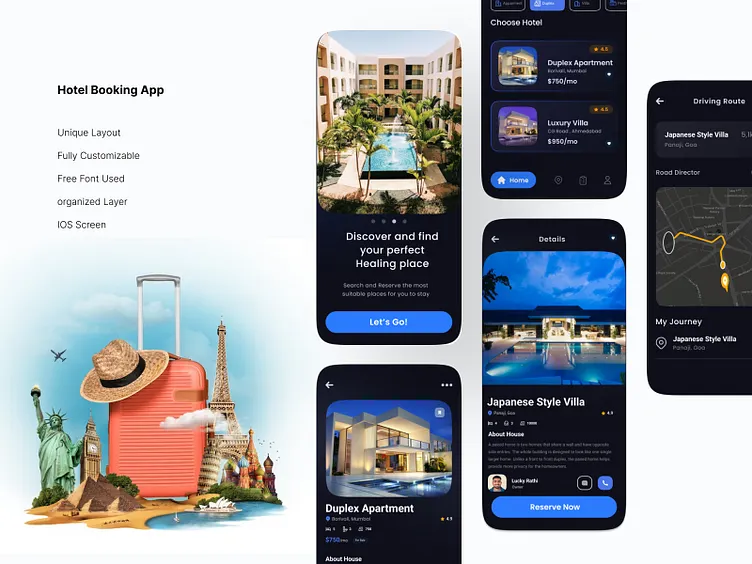 Hotel Booking App
Unique Layout
Fully Customizable
Free Font Used
organized Layer
IOS Screen
Discover and find
your perfect
Healing place
Search and Reserve the most
suitable places for you to stay
Let's Go!
Duplex Apartment
Borivali, Mumbai
4.5
$750/mo
About House
Duplex
Villa
Choose Hotel
4.5
Duplex Apartment
Borivali, Mumbai
$750/mo
4.5
Luxury Villa
CG Road, Ahmedabad
$950/mo
Home
Details
Japanese Style Villa
Panaji, Goa
4.9
About House
Lucky Rathi
Owner
Reserve Now
Driving Route
Japanese Style Villa
Panaji, Goa
Road Director
My Journey
Japanese Style Villa
Panaji, Goa